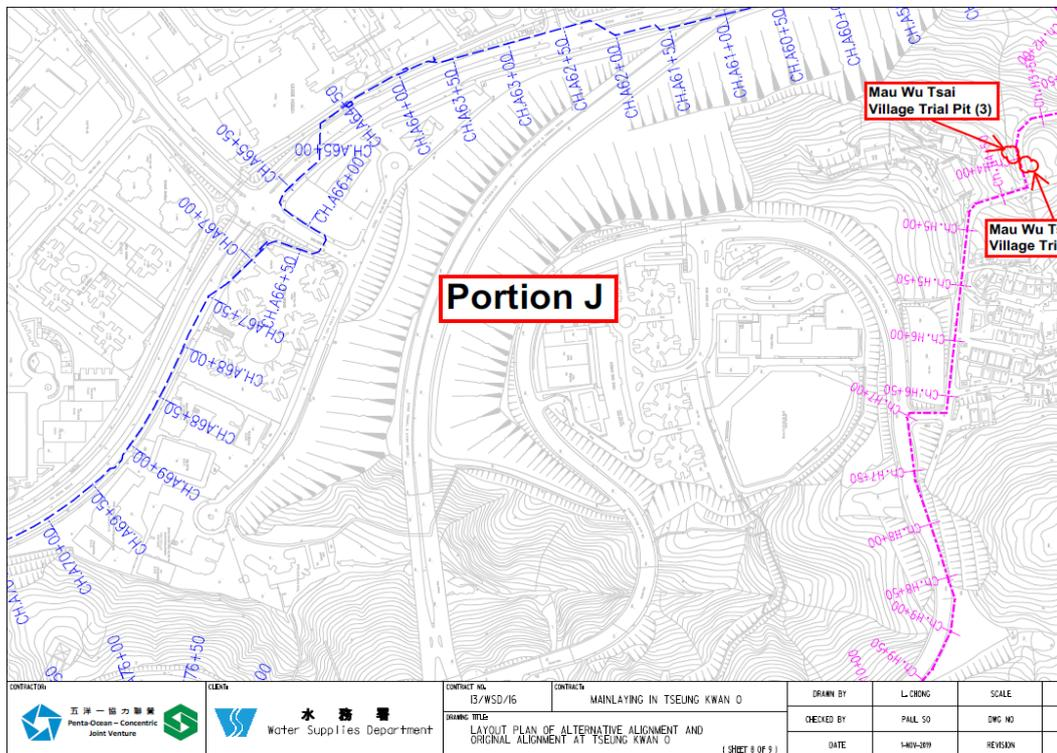 CH.A65+50
CH.A64+50
CH.A64+00
CH.A63+50
CH.A63+00
CH.A62+50
CH.A62+00
CH.A61+50
CH.A61+00
CH.A60+50
CH.A60+00
CH.A65+00
CH.A66+00
CH.A67+00
CH.A66+50
CH.A67+50
CH.A68+00
CH.A68+50
CH.A69+00
CH.A69+50
CH.A70+00
Mau Wu Tsai
Village Trial Pit (3)
Ch.H4+00
Ch.H5+00
Ch.H5+50
Ch.H6+00
Ch.H6+50
Ch.H7+00
Ch.H7+50
Ch.H8+00
Ch.H8+50
Ch.H9+00
Ch.H9+50
Portion J
CONTRACTOR:
五洋－協力聯營
Penta-Ocean – Concentric
Joint Venture
CLIENT:
水務署
Water Supplies Department
CONTRACT NO.
13/WSD/16
CONTRACT:
MAINLAYING IN TSEUNG KWAN O
DRAWING TITLE:
LAYOUT PLAN OF ALTERNATIVE ALIGNMENT AND
ORIGINAL ALIGNMENT AT TSEUNG KWAN O
( SHEET 8 OF 9 )
DRAWN BY
L. CHONG
SCALE
CHECKED BY
PAUL SO
DWG NO
DATE
1-NOV-2019
REVISION